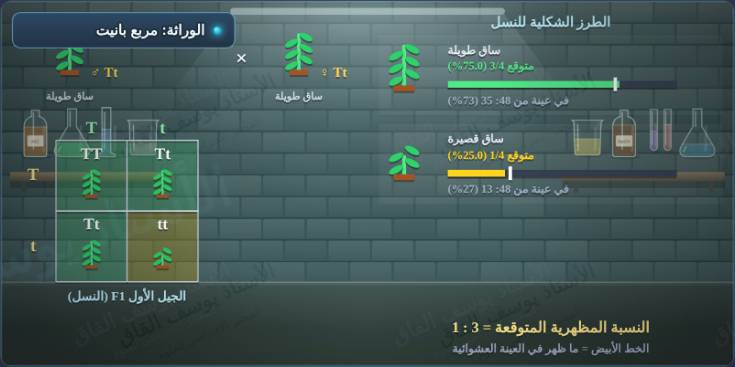 الوراثة: مربع بانيت
الطرز الشكلية للنسل
♂ Tt
×
♀ Tt
ساق طويلة
ساق طويلة
ساق طويلة
متوقع 3/4 (75.0%)
في عينة من 48: 35 (73%)
ساق قصيرة
متوقع 1/4 (25.0%)
في عينة من 48: 13 (27%)
T t
T TT Tt
t Tt tt
الجيل الأول F1 (النسل)
النسبة المظهرية المتوقعة = 3 : 1
الخط الأبيض = ما ظهر في العينة العشوائية
الأستاذ يوسف القاق